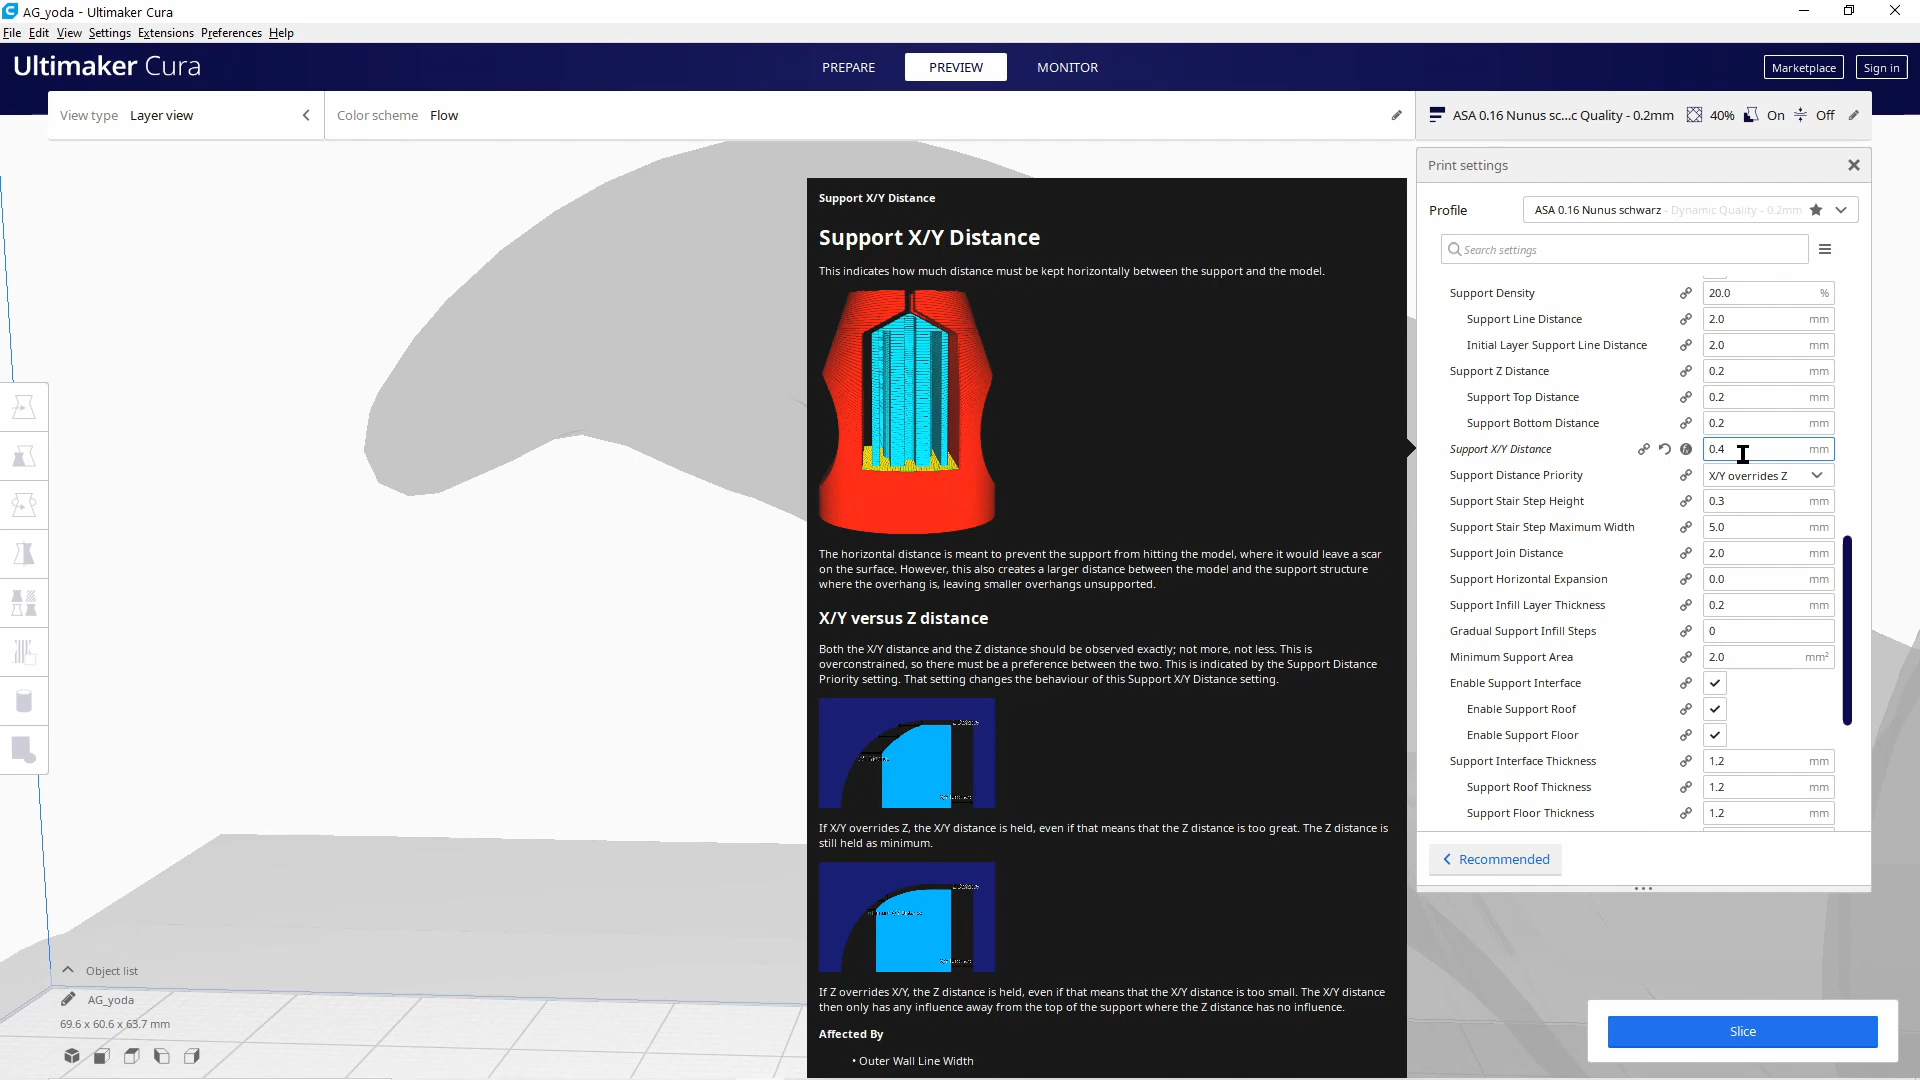 AG_yoda - Ultimaker Cura
File Edit View Settings Extensions Preferences Help
Ultimaker Cura
PREPARE
PREVIEW
MONITOR
Marketplace
Sign in
View type Layer view
Color scheme Flow
ASA 0.16 Nunus sc...c Quality - 0.2mm
40%
On
Off
Print settings
Profile
ASA 0.16 Nunus schwarz - Dynamic Quality - 0.2mm
Search settings
Support Density 20.0 %
Support Line Distance 2.0 mm
Initial Layer Support Line Distance 2.0 mm
Support Z Distance 0.2 mm
Support Top Distance 0.2 mm
Support Bottom Distance 0.2 mm
Support X/Y Distance 0.4 mm
Support Distance Priority X/Y overrides Z
Support Stair Step Height 0.3 mm
Support Stair Step Maximum Width 5.0 mm
Support Join Distance 2.0 mm
Support Horizontal Expansion 0.0 mm
Support Infill Layer Thickness 0.2 mm
Gradual Support Infill Steps 0
Minimum Support Area 2.0 mm²
Enable Support Interface
Enable Support Roof
Enable Support Floor
Support Interface Thickness 1.2 mm
Support Roof Thickness 1.2 mm
Support Floor Thickness 1.2 mm
Recommended
Slice
Support X/Y Distance
Support X/Y Distance
This indicates how much distance must be kept horizontally between the support and the model.
The horizontal distance is meant to prevent the support from hitting the model, where it would leave a scar
on the surface. However, this also creates a larger distance between the model and the support structure
where the overhang is, leaving smaller overhangs unsupported.
X/Y versus Z distance
Both the X/Y distance and the Z distance should be observed exactly; not more, not less. This is
overconstrained, so there must be a preference between the two. This is indicated by the Support Distance
Priority setting. That setting changes the behaviour of this Support X/Y Distance setting.
If X/Y overrides Z, the X/Y distance is held, even if that means that the Z distance is too great. The Z distance is
still held as minimum.
If Z overrides X/Y, the Z distance is held, even if that means that the X/Y distance is too small. The X/Y distance
then only has any influence away from the top of the support where the Z distance has no influence.
Affected By
• Outer Wall Line Width
Object list
AG_yoda
69.6 x 60.6 x 63.7 mm